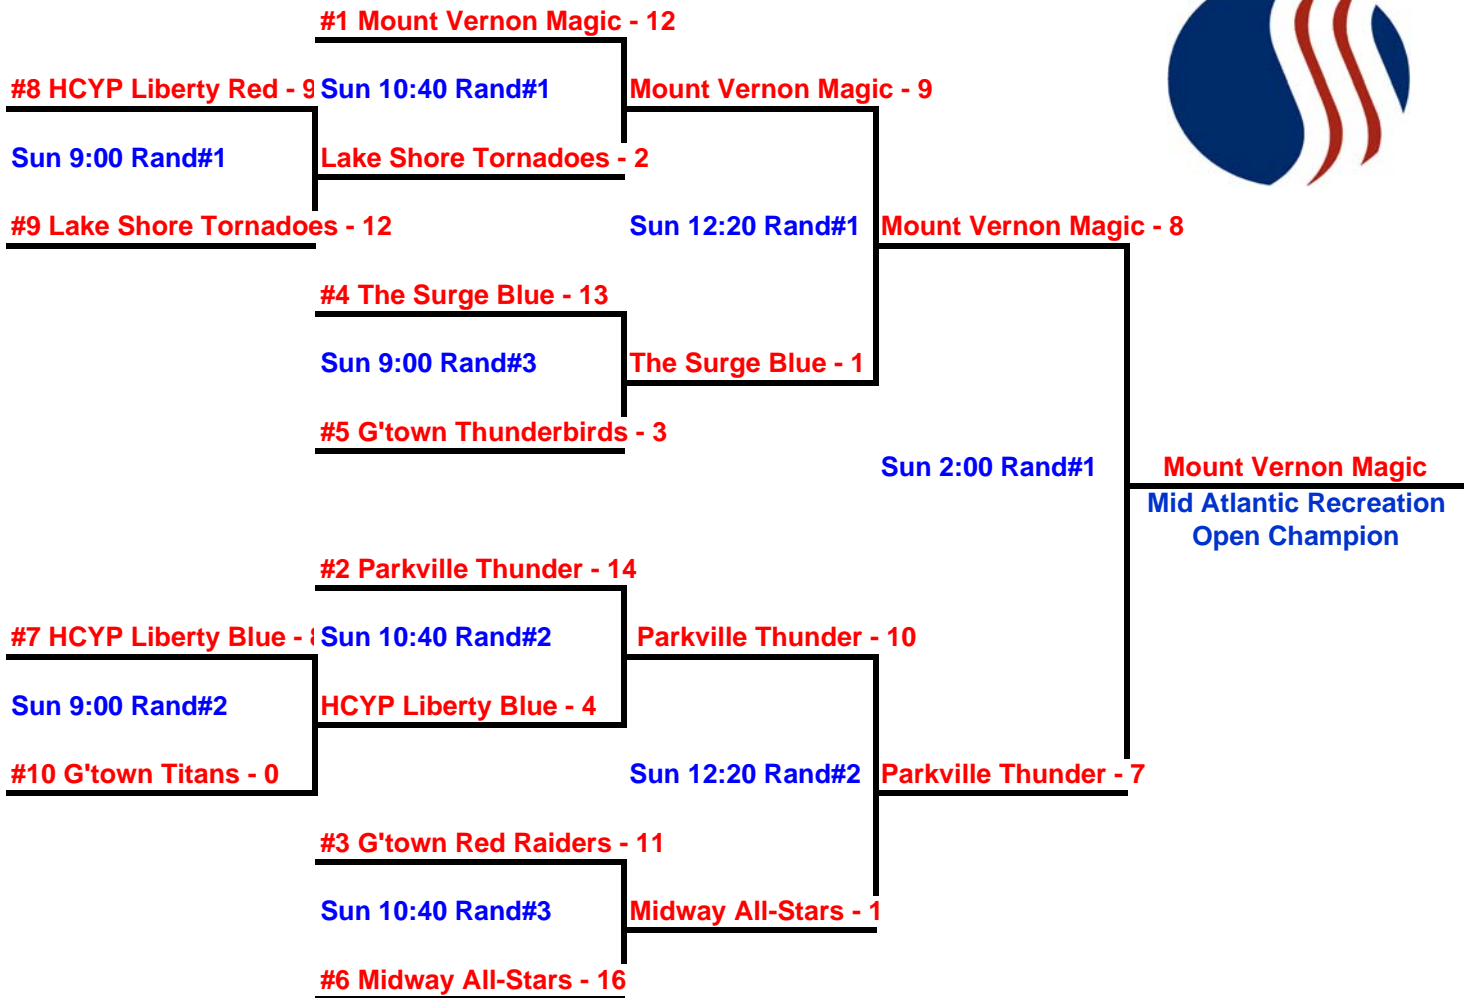 #1 Mount Vernon Magic - 12
#8 HCYP Liberty Red - 9
Sun 10:40 Rand#1
Mount Vernon Magic - 9
Sun 9:00 Rand#1
Lake Shore Tornadoes - 2
#9 Lake Shore Tornadoes - 12
Sun 12:20 Rand#1
Mount Vernon Magic - 8
#4 The Surge Blue - 13
Sun 9:00 Rand#3
The Surge Blue - 1
#5 G'town Thunderbirds - 3
Sun 2:00 Rand#1
Mount Vernon Magic
Mid Atlantic Recreation
Open Champion
#2 Parkville Thunder - 14
#7 HCYP Liberty Blue -
Sun 10:40 Rand#2
Parkville Thunder - 10
Sun 9:00 Rand#2
HCYP Liberty Blue - 4
#10 G'town Titans - 0
Sun 12:20 Rand#2
Parkville Thunder - 7
#3 G'town Red Raiders - 11
Sun 10:40 Rand#3
Midway All-Stars - 1
#6 Midway All-Stars - 16